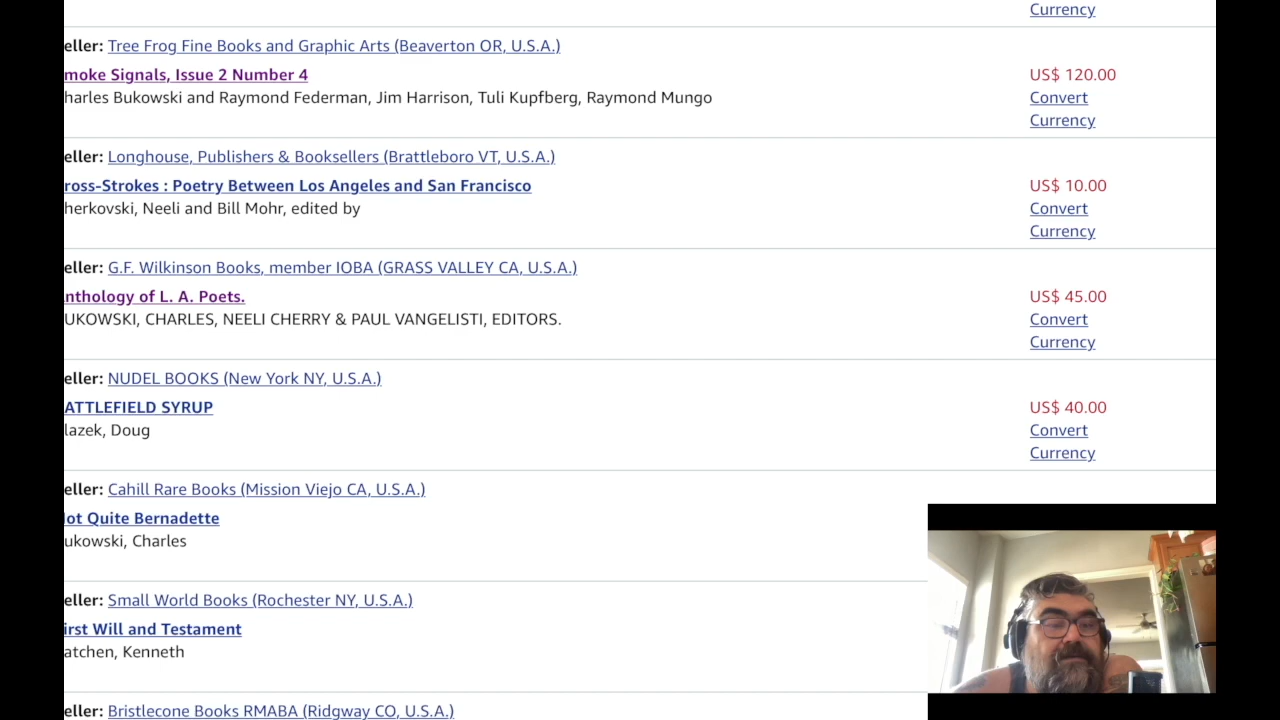 Currency
eller: Tree Frog Fine Books and Graphic Arts (Beaverton OR, U.S.A.)
moke Signals, Issue 2 Number 4
US$ 120.00
harles Bukowski and Raymond Federman, Jim Harrison, Tuli Kupfberg, Raymond Mungo
Convert
Currency
eller: Longhouse, Publishers & Booksellers (Brattleboro VT, U.S.A.)
ross-Strokes : Poetry Between Los Angeles and San Francisco
US$ 10.00
herkovski, Neeli and Bill Mohr, edited by
Convert
Currency
eller: G.F. Wilkinson Books, member IOBA (GRASS VALLEY CA, U.S.A.)
nthology of L. A. Poets.
US$ 45.00
UKOWSKI, CHARLES, NEELI CHERRY & PAUL VANGELISTI, EDITORS.
Convert
Currency
eller: NUDEL BOOKS (New York NY, U.S.A.)
ATTLEFIELD SYRUP
US$ 40.00
lazek, Doug
Convert
Currency
eller: Cahill Rare Books (Mission Viejo CA, U.S.A.)
ot Quite Bernadette
ukowski, Charles
eller: Small World Books (Rochester NY, U.S.A.)
irst Will and Testament
atchen, Kenneth
eller: Bristlecone Books RMABA (Ridgway CO, U.S.A.)